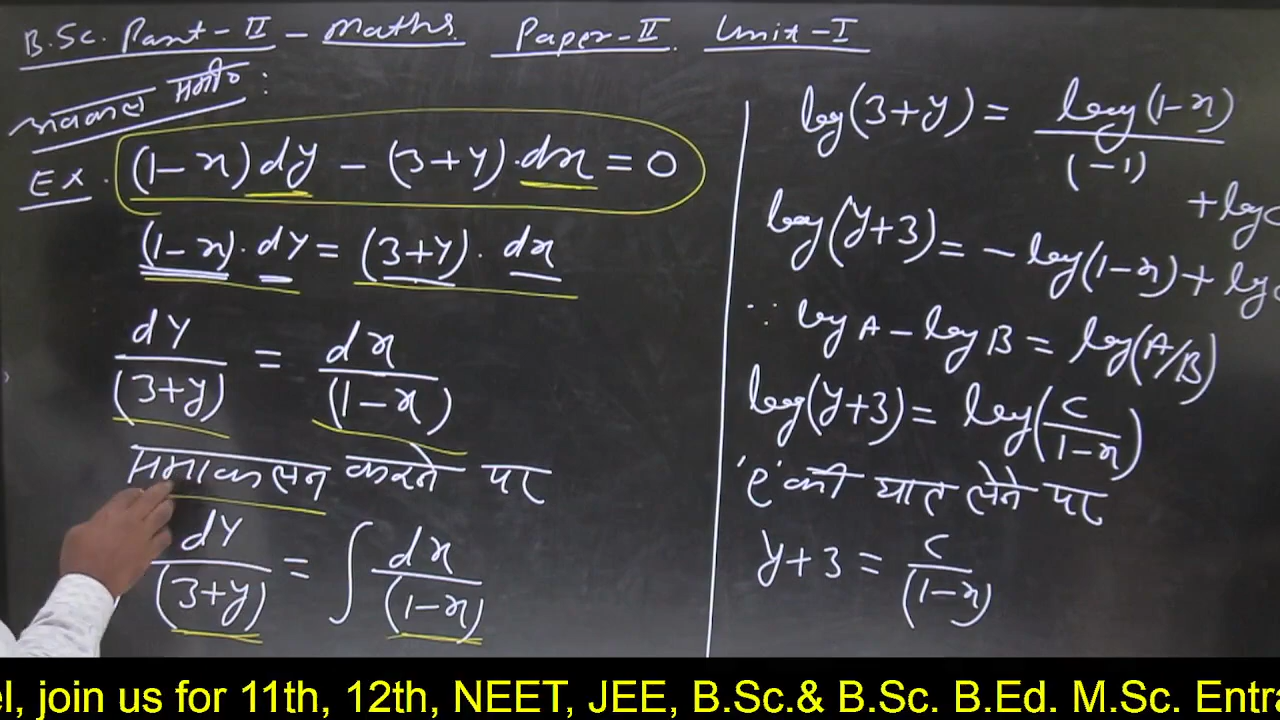 B.Sc. Part-II - Maths Paper-II Unit-I
अवकल समी० :
Ex. (1-x) dy - (3+y).dx = 0
(1-x). dy = (3+y). dx
dy/(3+y) = dx/(1-x)
समाकलन करने पर
dy/(3+y) = ∫ dx/(1-x)
log(3+y) = log(1-x)/(-1)
+ log
log(y+3) = - log(1-x) + log
∵ log A - log B = log(A/B)
log(y+3) = log(c/1-x)
'e' की घात लेने पर
y+3 = c/(1-x)
, join us for 11th, 12th, NEET, JEE, B.Sc.& B.Sc. B.Ed. M.Sc.